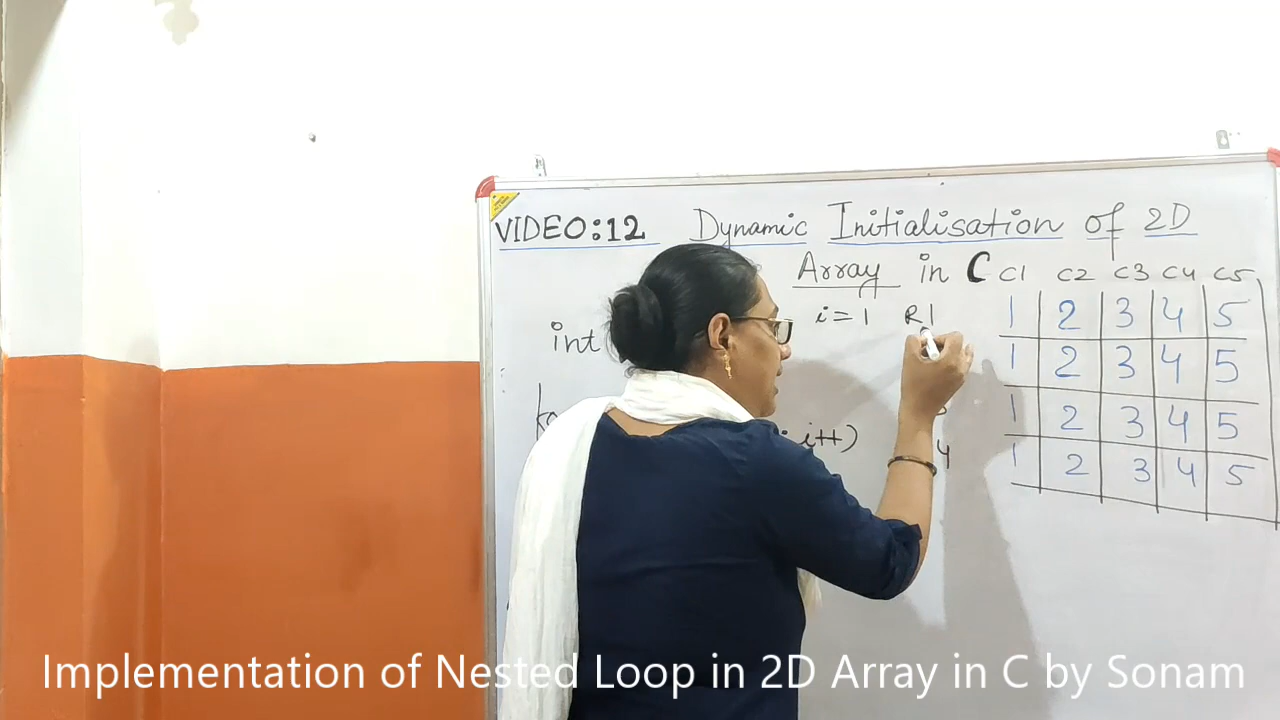 VIDEO:12 Dynamic Initialisation of 2D
Array in C C1 C2 C3 C4 C5
i=1 R1 1 2 3 4 5
int
1 2 3 4 5
1 2 3 4 5
i++)
4 1 2 3 4 5
Implementation of Nested Loop in 2D Array in C by Sonam